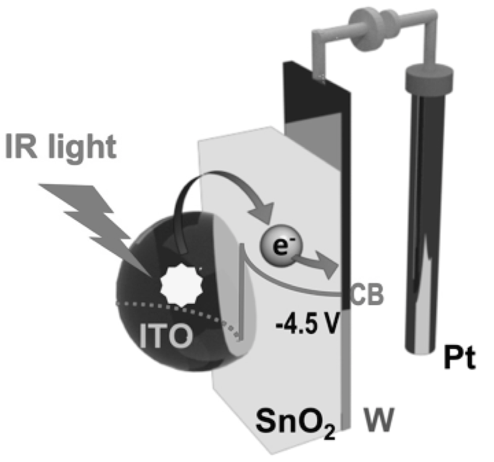 IR light
e⁻
CB
ITO
-4.5 V
Pt
SnO₂
W